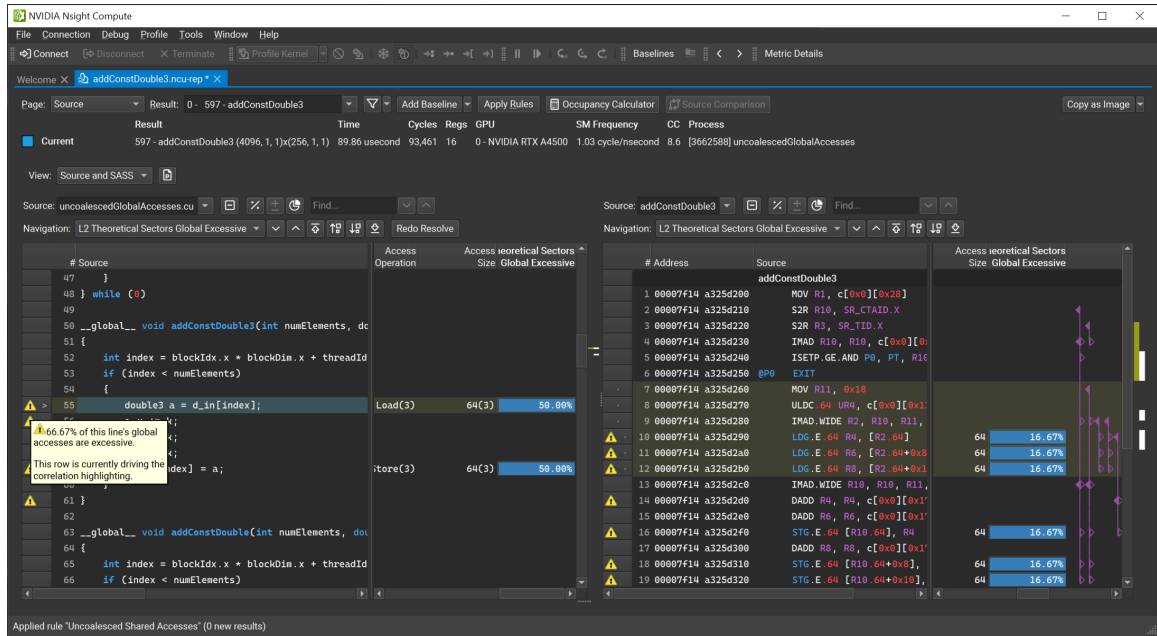 NVIDIA Nsight Compute
File Connection Debug Profile Tools Window Help
Connect Disconnect Terminate Profile Kernel Baselines Metric Details
Welcome addConstDouble3.ncu-rep *
Page: Source Result: 0 - 597 - addConstDouble3 Add Baseline Apply Rules Occupancy Calculator Source Comparison Copy as Image
Result Time Cycles Regs GPU SM Frequency CC Process
Current 597 - addConstDouble3 (4096, 1, 1)x(256, 1, 1) 89.86 usecond 93,461 16 0 - NVIDIA RTX A4500 1.03 cycle/nsecond 8.6 [3662588] uncoalescedGlobalAccesses
View: Source and SASS
Source: uncoalescedGlobalAccesses.cu Find...
Navigation: L2 Theoretical Sectors Global Excessive Redo Resolve
Access Access eoretical Sectors
# Source Operation Size Global Excessive
47 }
48 } while (0)
49
50 __global__ void addConstDouble3(int numElements, do
51 {
52 int index = blockIdx.x * blockDim.x + threadId
53 if (index < numElements)
54 {
55 double3 a = d_in[index]; Load(3) 64(3) 50.00%
66.67% of this line's global
accesses are excessive.
This row is currently driving the
correlation highlighting.
dex] = a; Store(3) 64(3) 50.00%
61 }
62
63 __global__ void addConstDouble(int numElements, dou
64 {
65 int index = blockIdx.x * blockDim.x + threadId
66 if (index < numElements)
Source: addConstDouble3 Find...
Navigation: L2 Theoretical Sectors Global Excessive
Access eoretical Sectors
# Address Source Size Global Excessive
addConstDouble3
1 00007f14 a325d200 MOV R1, c[0x0][0x28]
2 00007f14 a325d210 S2R R10, SR_CTAID.X
3 00007f14 a325d220 S2R R3, SR_TID.X
4 00007f14 a325d230 IMAD R10, R10, c[0x0][0
5 00007f14 a325d240 ISETP.GE.AND P0, PT, R10
6 00007f14 a325d250 @P0 EXIT
7 00007f14 a325d260 MOV R11, 0x18
8 00007f14 a325d270 ULDC.64 UR4, c[0x0][0x1
9 00007f14 a325d280 IMAD.WIDE R2, R10, R11,
10 00007f14 a325d290 LDG.E.64 R4, [R2.64] 64 16.67%
11 00007f14 a325d2a0 LDG.E.64 R6, [R2.64+0x8 64 16.67%
12 00007f14 a325d2b0 LDG.E.64 R8, [R2.64+0x1 64 16.67%
13 00007f14 a325d2c0 IMAD.WIDE R10, R10, R11,
14 00007f14 a325d2d0 DADD R4, R4, c[0x0][0x1
15 00007f14 a325d2e0 DADD R6, R6, c[0x0][0x1
16 00007f14 a325d2f0 STG.E.64 [R10.64], R4 64 16.67%
17 00007f14 a325d300 DADD R8, R8, c[0x0][0x1
18 00007f14 a325d310 STG.E.64 [R10.64+0x8], 64 16.67%
19 00007f14 a325d320 STG.E.64 [R10.64+0x10], 64 16.67%
Applied rule "Uncoalesced Shared Accesses" (0 new results)